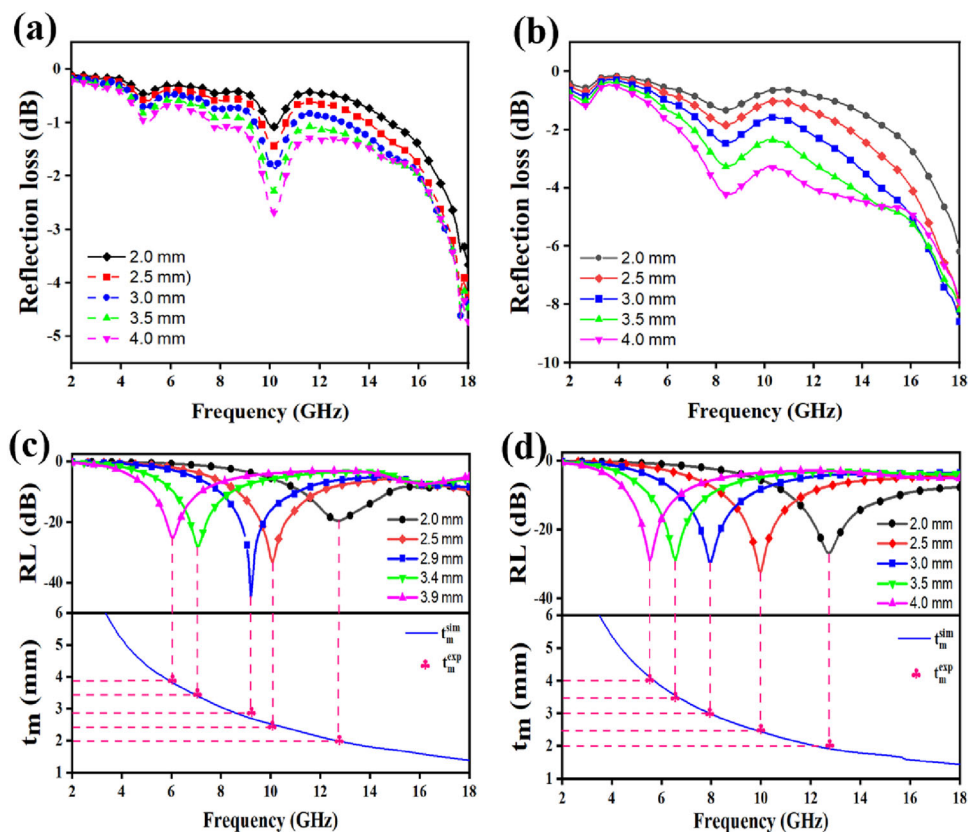 (a)
Reflection loss (dB)
0
-1
-2
-3
-4
-5
2.0 mm
2.5 mm)
3.0 mm
3.5 mm
4.0 mm
2 4 6 8 10 12 14 16 18
Frequency (GHz)
(b)
Reflection loss (dB)
0
-2
-4
-6
-8
-10
2.0 mm
2.5 mm
3.0 mm
3.5 mm
4.0 mm
2 4 6 8 10 12 14 16 18
Frequency (GHz)
(c)
RL (dB)
0
-20
-40
2.0 mm
2.5 mm
2.9 mm
3.4 mm
3.9 mm
tm (mm)
6
5
4
3
2
1
tmsim
tmexp
2 4 6 8 10 12 14 16 18
Frequency (GHz)
(d)
RL (dB)
0
-20
-40
2.0 mm
2.5 mm
3.0 mm
3.5 mm
4.0 mm
tm (mm)
6
5
4
3
2
1
tmsim
tmexp
2 4 6 8 10 12 14 16 18
Frequency (GHz)